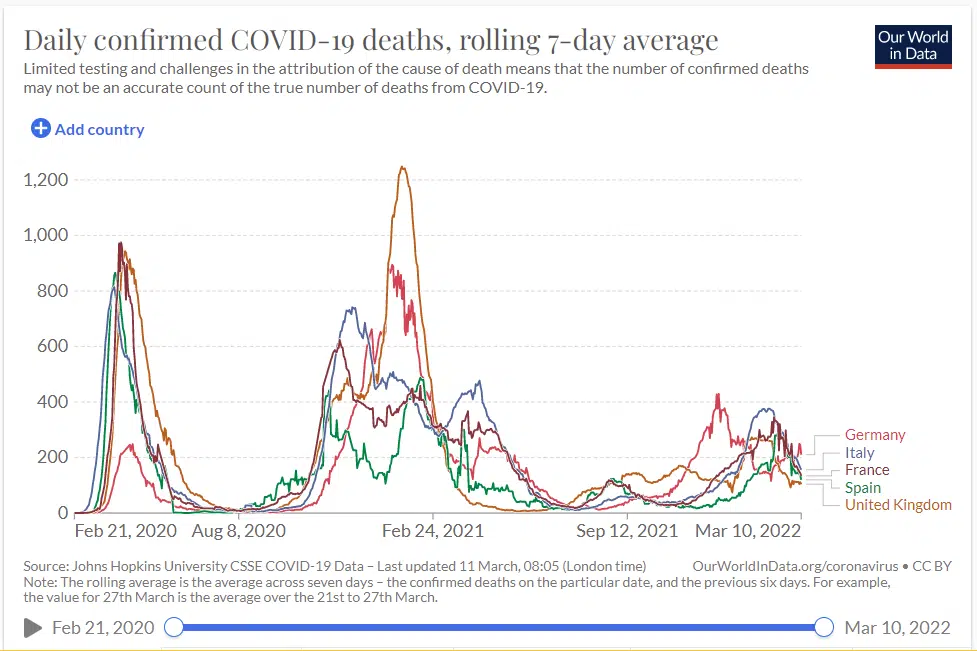 Daily confirmed COVID-19 deaths, rolling 7-day average
Our World
in Data
Limited testing and challenges in the attribution of the cause of death means that the number of confirmed deaths
may not be an accurate count of the true number of deaths from COVID-19.
Add country
1,200
1,000
800
600
400
200
0
Germany
Italy
France
Spain
United Kingdom
Feb 21, 2020 Aug 8, 2020 Feb 24, 2021 Sep 12, 2021 Mar 10, 2022
Source: Johns Hopkins University CSSE COVID-19 Data – Last updated 11 March, 08:05 (London time) OurWorldInData.org/coronavirus • CC BY
Note: The rolling average is the average across seven days – the confirmed deaths on the particular date, and the previous six days. For example,
the value for 27th March is the average over the 21st to 27th March.
Feb 21, 2020 Mar 10, 2022